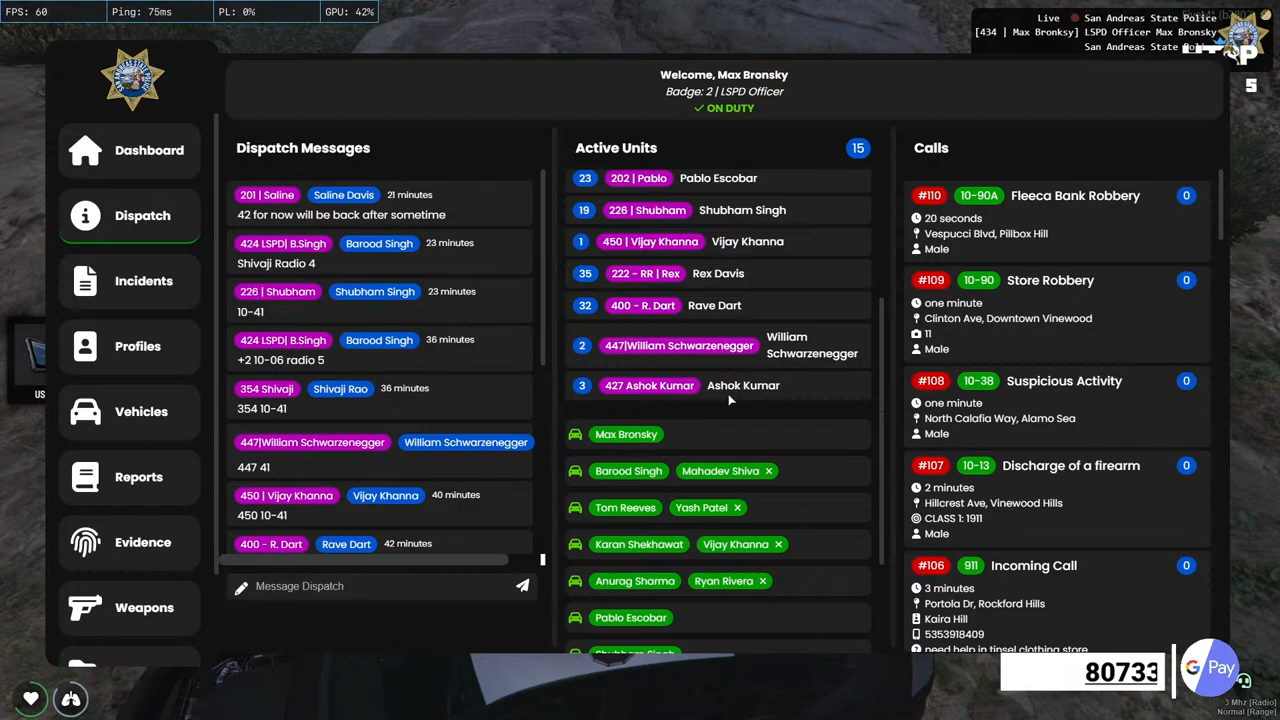 FPS: 60
Ping: 75ms
PL: 0%
GPU: 42%
Live San Andreas State Police
[434 | Max Bronksy] LSPD Officer Max Bronsky
San Andreas State
5
Welcome, Max Bronsky
Badge: 2 | LSPD Officer
✓ ON DUTY
Dashboard
Dispatch
Incidents
Profiles
Vehicles
Reports
Evidence
Weapons
US
Dispatch Messages
201 | Saline Saline Davis 21 minutes
42 for now will be back after sometime
424 LSPD| B.Singh Barood Singh 23 minutes
Shivaji Radio 4
226 | Shubham Shubham Singh 23 minutes
10-41
424 LSPD| B.Singh Barood Singh 36 minutes
+2 10-06 radio 5
354 Shivaji Shivaji Rao 36 minutes
354 10-41
447|William Schwarzenegger William Schwarzenegger
447 41
450 | Vijay Khanna Vijay Khanna 40 minutes
450 10-41
400 - R. Dart Rave Dart 42 minutes
Message Dispatch
Active Units 15
23 202 | Pablo Pablo Escobar
19 226 | Shubham Shubham Singh
1 450 | Vijay Khanna Vijay Khanna
35 222 - RR | Rex Rex Davis
32 400 - R. Dart Rave Dart
2 447|William Schwarzenegger William
Schwarzenegger
3 427 Ashok Kumar Ashok Kumar
Max Bronsky
Barood Singh Mahadev Shiva ×
Tom Reeves Yash Patel ×
Karan Shekhawat Vijay Khanna ×
Anurag Sharma Ryan Rivera ×
Pablo Escobar
Shubham Singh
Calls
#110 10-90A Fleeca Bank Robbery 0
20 seconds
Vespucci Blvd, Pillbox Hill
Male
#109 10-90 Store Robbery 0
one minute
Clinton Ave, Downtown Vinewood
11
Male
#108 10-38 Suspicious Activity 0
one minute
North Calafia Way, Alamo Sea
Male
#107 10-13 Discharge of a firearm 0
2 minutes
Hillcrest Ave, Vinewood Hills
CLASS 1: 1911
Male
#106 911 Incoming Call 0
3 minutes
Portola Dr, Rockford Hills
Kaira Hill
5353918409
need help in tinsel clothing store
80733
G Pay
3 Mhz [Radio]
Normal [Range]